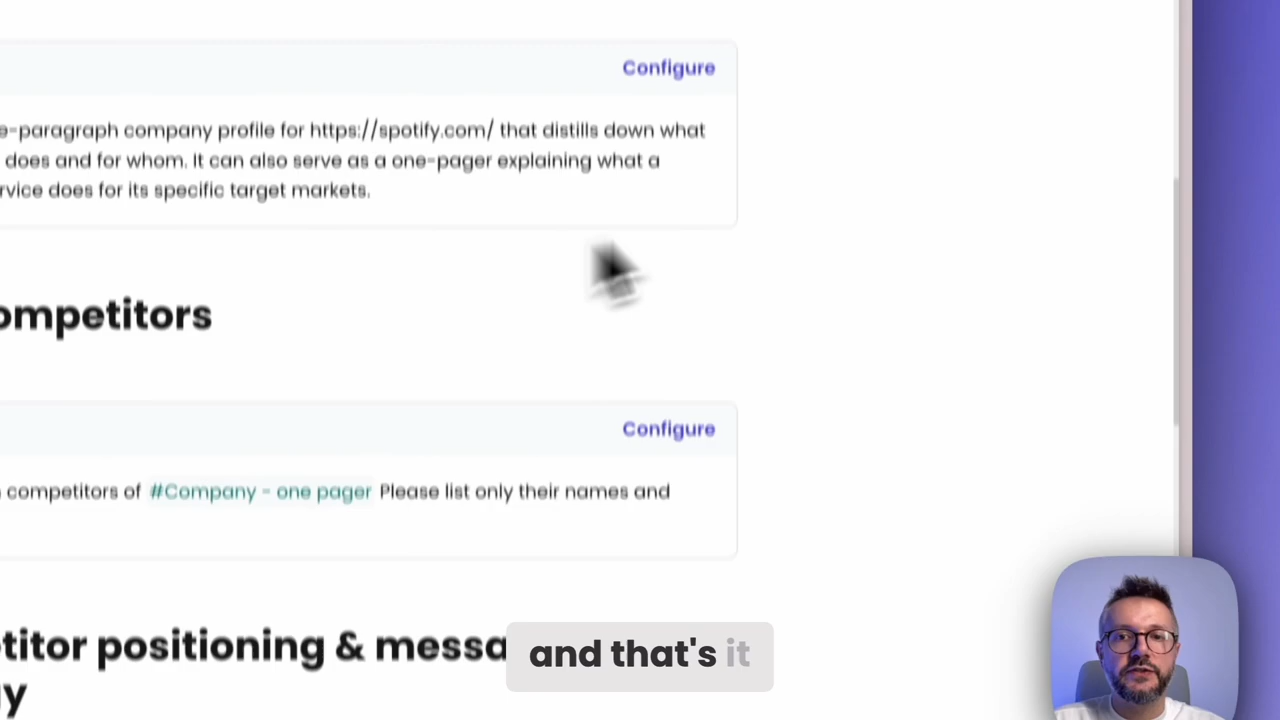 Configure
e-paragraph company profile for https://spotify.com/ that distills down what
does and for whom. It can also serve as a one-pager explaining what a
rvice does for its specific target markets.
ompetitors
Configure
competitors of #Company - one pager Please list only their names and
titor positioning & messa
and that's it
gy